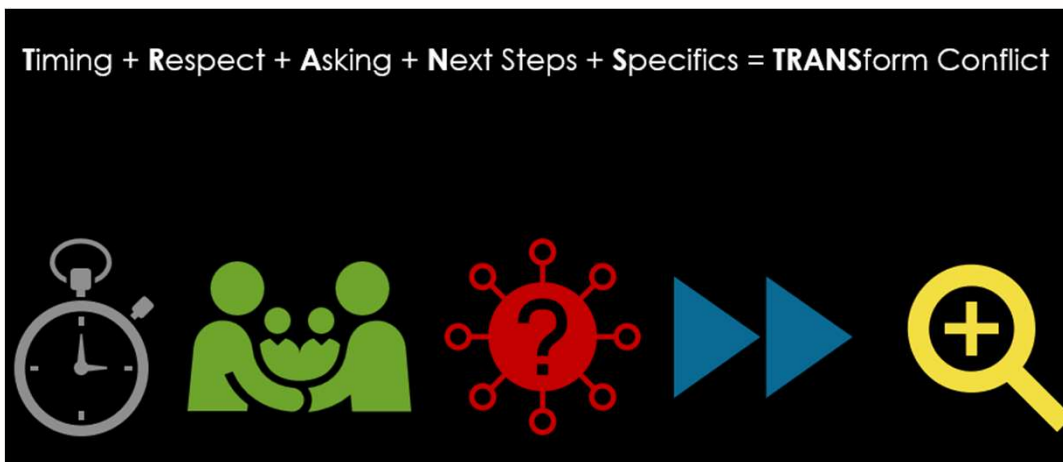 Timing + Respect + Asking + Next Steps + Specifics = TRANSform Conflict
?